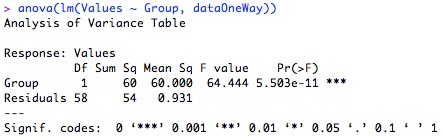 > anova(lm(Values ~ Group, dataOneWay))
Analysis of Variance Table

Response: Values
          Df Sum Sq Mean Sq F value    Pr(>F)
Group      1     60  60.000  64.444 5.503e-11 ***
Residuals 58     54   0.931
---
Signif. codes:  0 ‘***’ 0.001 ‘**’ 0.01 ‘*’ 0.05 ‘.’ 0.1 ‘ ’ 1